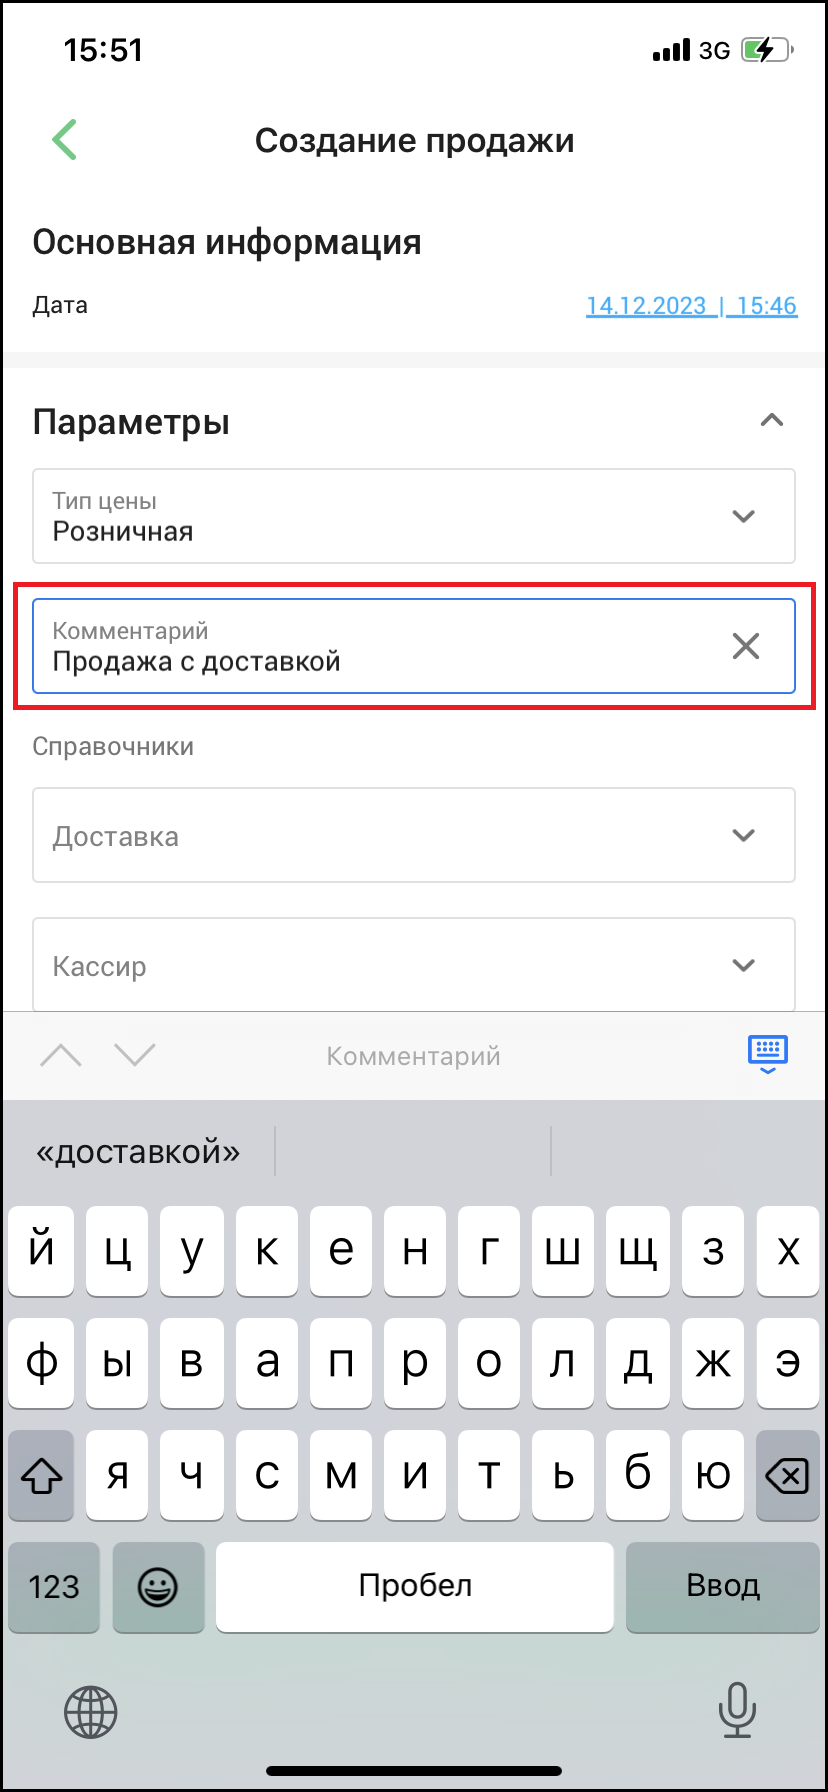 15:51 3G
Создание продажи
Основная информация
Дата 14.12.2023 | 15:46
Параметры
Тип цены
Розничная
Комментарий
Продажа с доставкой
Справочники
Доставка
Кассир
Комментарий
«доставкой»
й ц у к е н г ш щ з х
ф ы в а п р о л д ж э
я ч с м и т ь б ю
123 Пробел Ввод